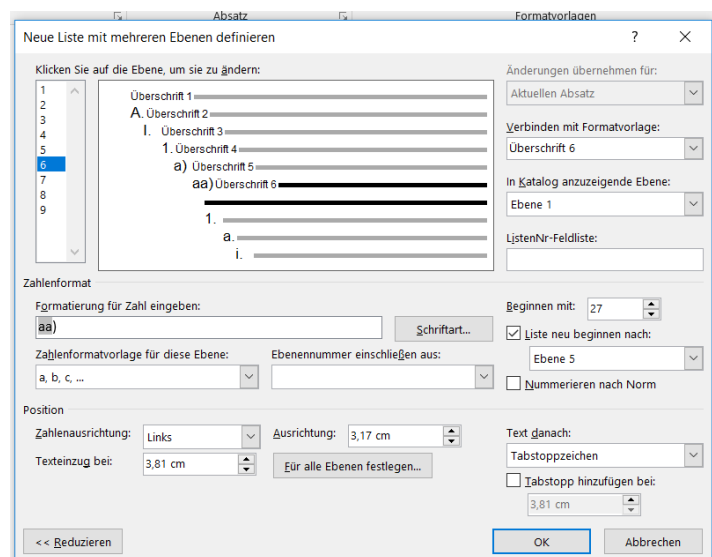 Absatz Formatvorlagen
Neue Liste mit mehreren Ebenen definieren ?
Klicken Sie auf die Ebene, um sie zu ändern:
1
2
3
4
5
6
7
8
9
Überschrift 1
A. Überschrift 2
I. Überschrift 3
1. Überschrift 4
a) Überschrift 5
aa) Überschrift 6
1.
a.
i.
Änderungen übernehmen für:
Aktuellen Absatz
Verbinden mit Formatvorlage:
Überschrift 6
In Katalog anzuzeigende Ebene:
Ebene 1
ListenNr-Feldliste:
Zahlenformat
Formatierung für Zahl eingeben:
aa)
Schriftart...
Zahlenformatvorlage für diese Ebene:
a, b, c, ...
Ebenennummer einschließen aus:
Beginnen mit: 27
Liste neu beginnen nach:
Ebene 5
Nummerieren nach Norm
Position
Zahlenausrichtung: Links
Ausrichtung: 3,17 cm
Texteinzug bei: 3,81 cm
Für alle Ebenen festlegen...
Text danach:
Tabstoppzeichen
Tabstopp hinzufügen bei:
3,81 cm
<< Reduzieren
OK
Abbrechen